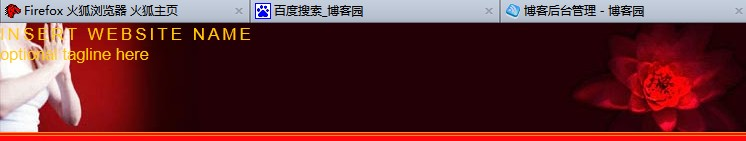 Firefox 火狐浏览器 火狐主页 百度搜索_博客园 博客后台管理 - 博客园
INSERT WEBSITE NAME
optional tagline here